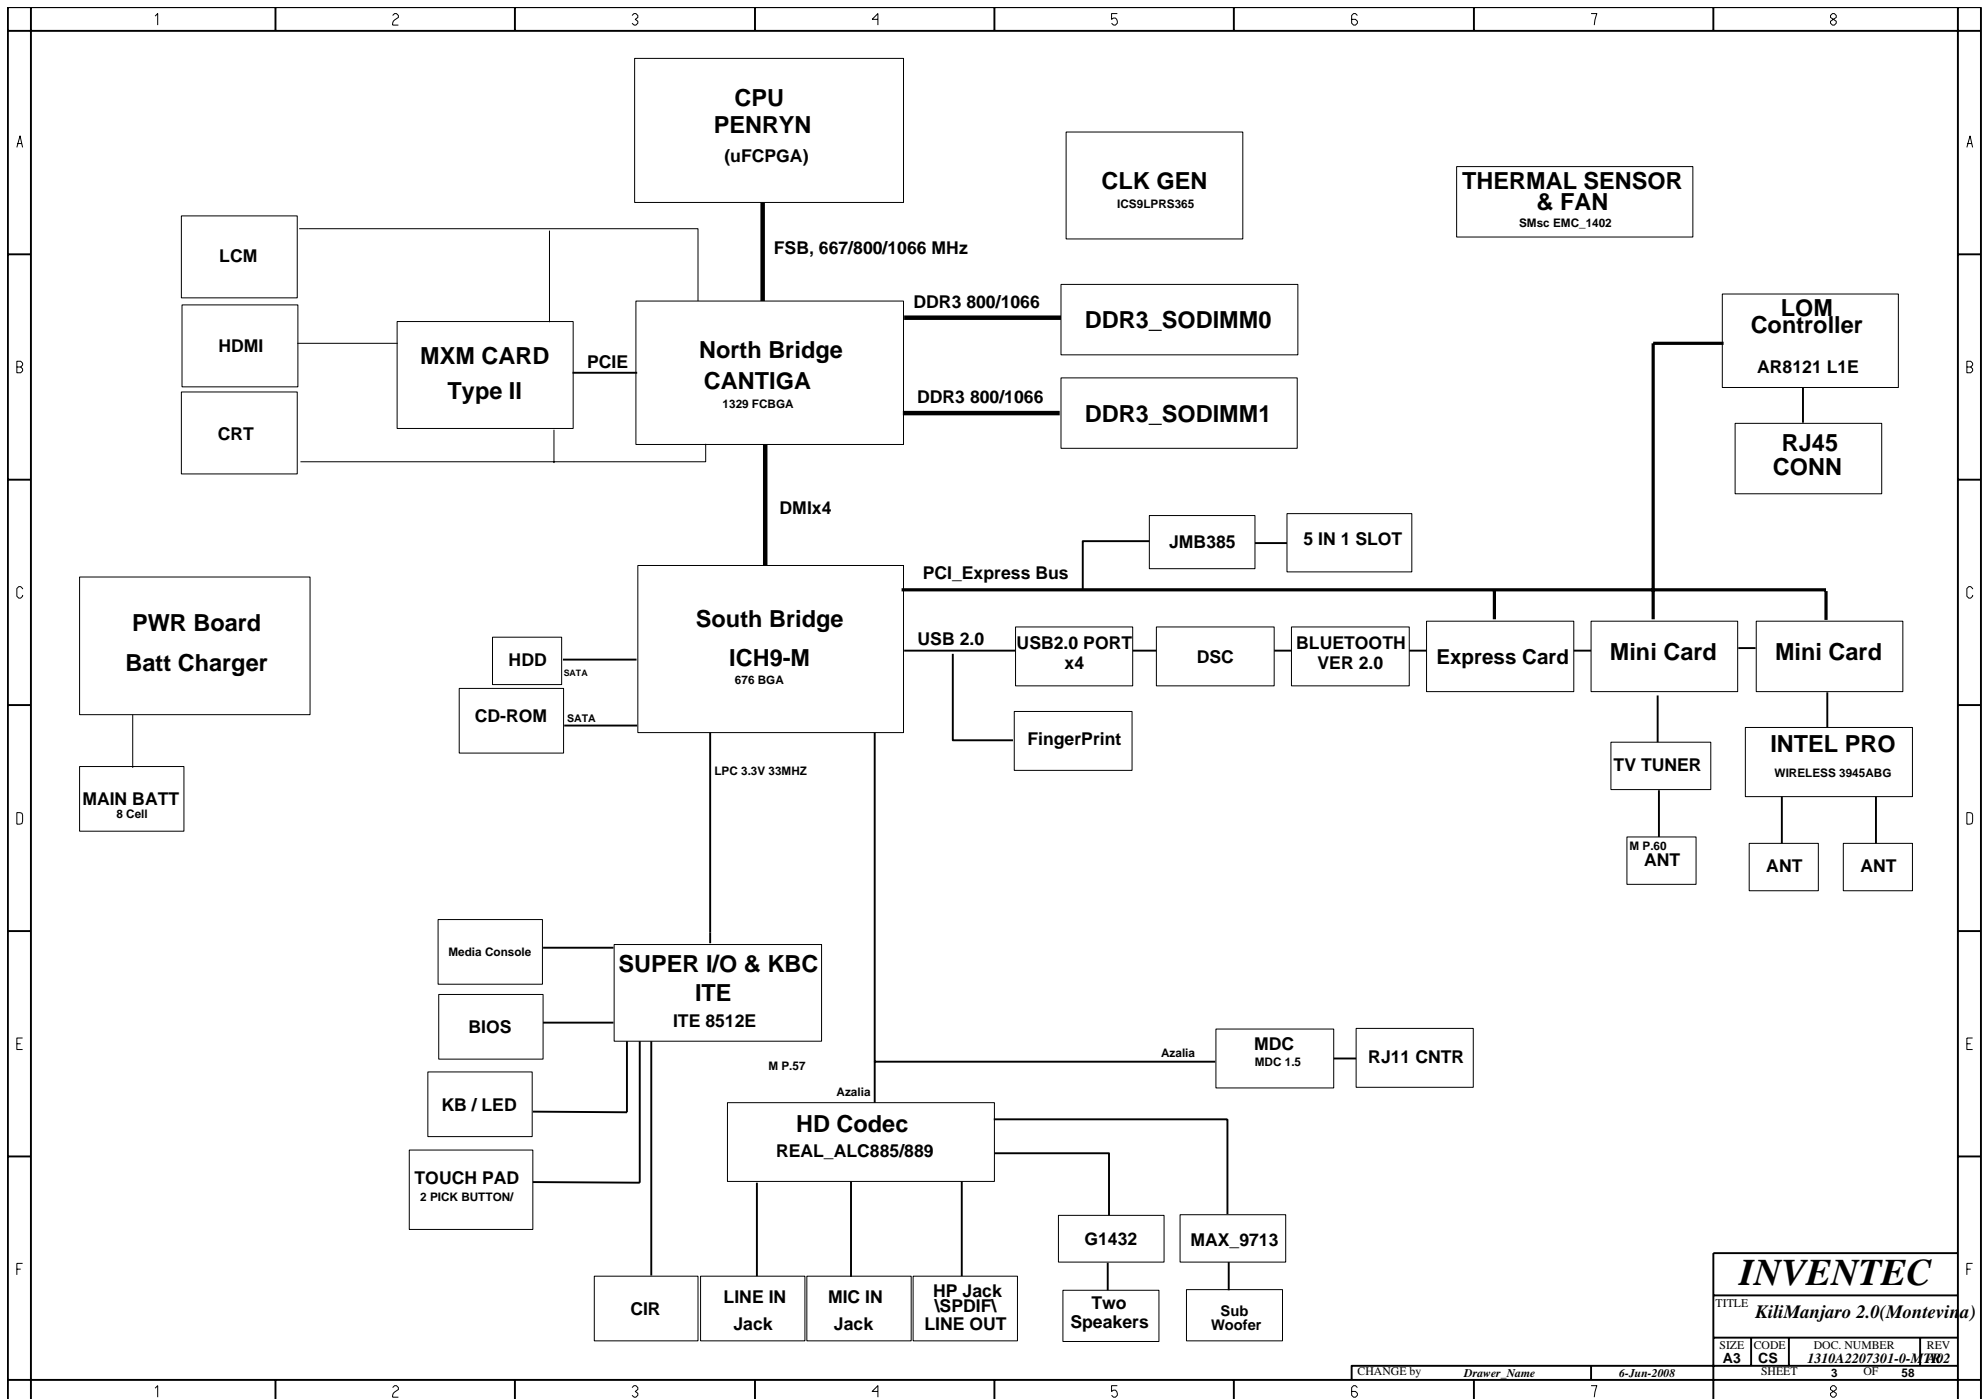 1 2 3 4 5 6 7 8
A A
B B
C C
D D
E E
F F
CPU
PENRYN
(uFCPGA)
CLK GEN
ICS9LPRS365
THERMAL SENSOR
& FAN
SMsc EMC_1402
LCM
FSB, 667/800/1066 MHz
HDMI
MXM CARD
Type II
PCIE
North Bridge
CANTIGA
1329 FCBGA
DDR3 800/1066
DDR3_SODIMM0
DDR3 800/1066
DDR3_SODIMM1
LOM
Controller
AR8121 L1E
CRT
RJ45
CONN
DMIx4
JMB385
5 IN 1 SLOT
PCI_Express Bus
PWR Board
Batt Charger
South Bridge
ICH9-M
676 BGA
HDD
SATA
CD-ROM
SATA
USB 2.0
USB2.0 PORT
x4
DSC
BLUETOOTH
VER 2.0
Express Card
Mini Card
Mini Card
FingerPrint
MAIN BATT
8 Cell
LPC 3.3V 33MHZ
TV TUNER
INTEL PRO
WIRELESS 3945ABG
M P.60
ANT
ANT
ANT
Media Console
SUPER I/O & KBC
ITE
ITE 8512E
BIOS
M P.57
Azalia
MDC
MDC 1.5
RJ11 CNTR
KB / LED
Azalia
HD Codec
REAL_ALC885/889
TOUCH PAD
2 PICK BUTTON/
G1432
MAX_9713
CIR
LINE IN
Jack
MIC IN
Jack
HP Jack
\SPDIF\
LINE OUT
Two
Speakers
Sub
Woofer
INVENTEC
TITLE
KiliManjaro 2.0(Montevina)
SIZE CODE DOC. NUMBER REV
A3 CS 1310A2207301-0-MTR
CHANGE by Drawer_Name 6-Jun-2008 SHEET 3 OF 58
1 2 3 4 5 6 7 8